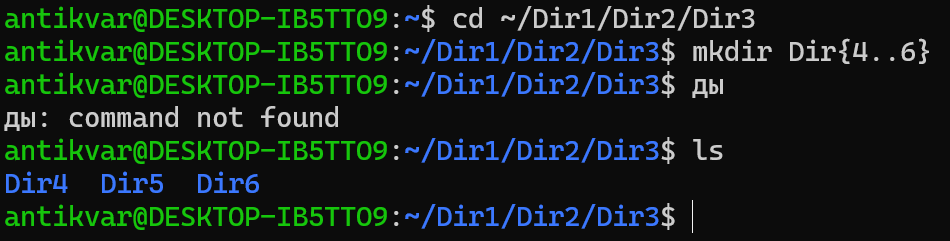 antikvar@DESKTOP-IB5TTO9:~$ cd ~/Dir1/Dir2/Dir3
antikvar@DESKTOP-IB5TTO9:~/Dir1/Dir2/Dir3$ mkdir Dir{4..6}
antikvar@DESKTOP-IB5TTO9:~/Dir1/Dir2/Dir3$ ды
ды: command not found
antikvar@DESKTOP-IB5TTO9:~/Dir1/Dir2/Dir3$ ls
Dir4  Dir5  Dir6
antikvar@DESKTOP-IB5TTO9:~/Dir1/Dir2/Dir3$